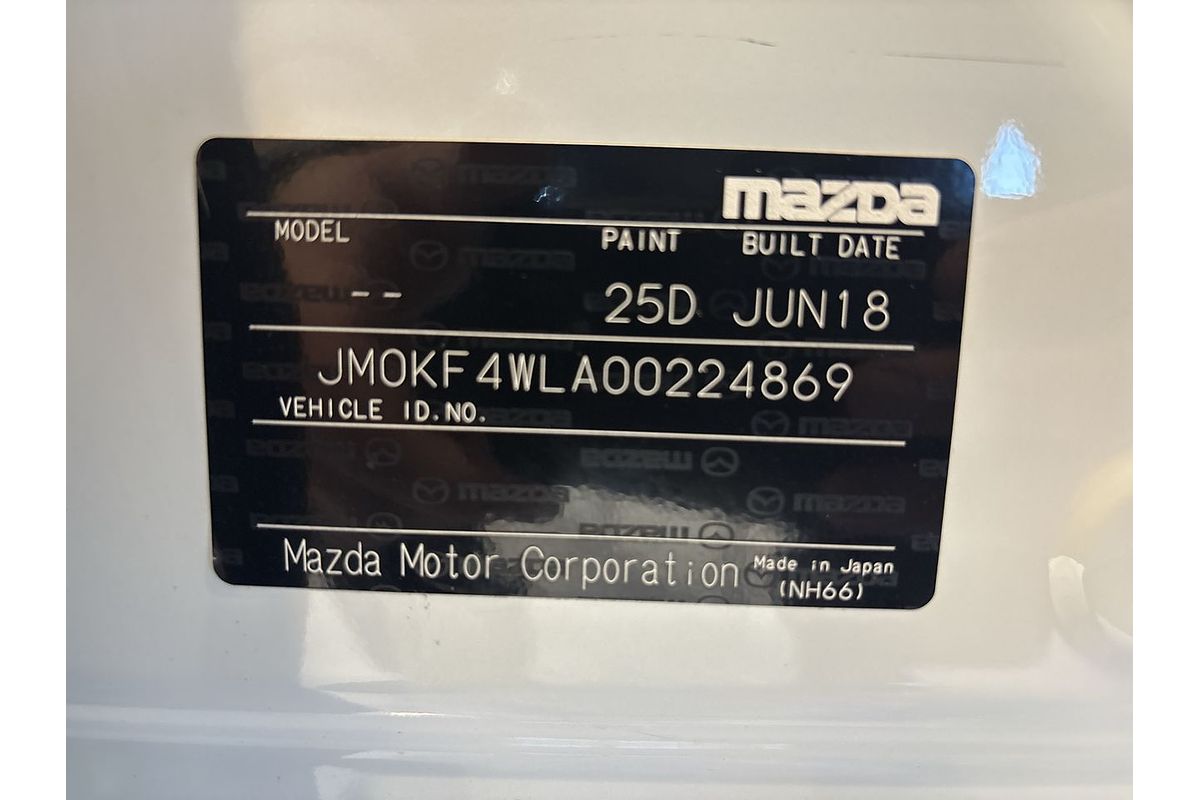 mazda
MODEL PAINT BUILT DATE
-- 25D JUN18
JM0KF4WLA00224869
VEHICLE ID.NO.
Mazda Motor Corporation Made in Japan
(NH66)